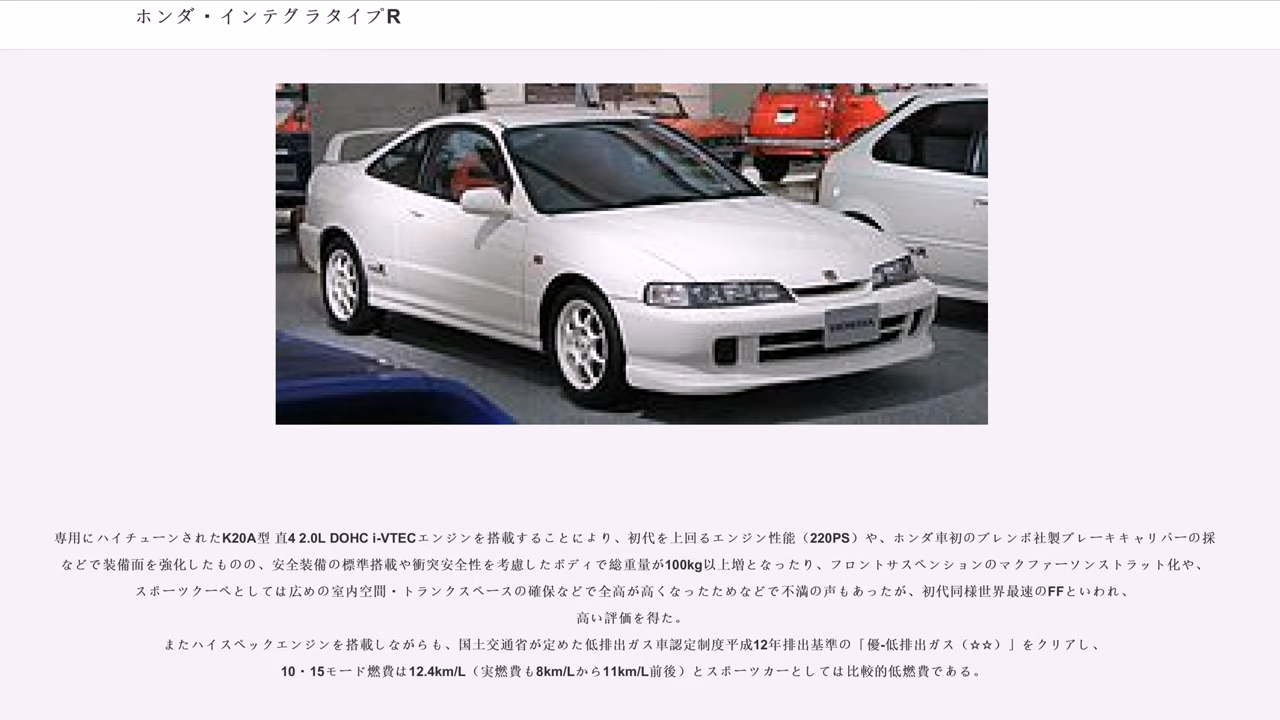 ホンダ・インテグラタイプR
HONDA
専用にハイチューンされたK20A型 直4 2.0L DOHC i-VTECエンジンを搭載することにより、初代を上回るエンジン性能（220PS）や、ホンダ車初のブレンボ社製ブレーキキャリパーの採
などで装備面を強化したものの、安全装備の標準搭載や衝突安全性を考慮したボディで総重量が100kg以上増となったり、フロントサスペンションのマクファーソンストラット化や、
スポーツクーペとしては広めの室内空間・トランクスペースの確保などで全高が高くなったためなどで不満の声もあったが、初代同様世界最速のFFといわれ、
高い評価を得た。
またハイスペックエンジンを搭載しながらも、国土交通省が定めた低排出ガス車認定制度平成12年排出基準の「優-低排出ガス（☆☆）」をクリアし、
10・15モード燃費は12.4km/L（実燃費も8km/Lから11km/L前後）とスポーツカーとしては比較的低燃費である。